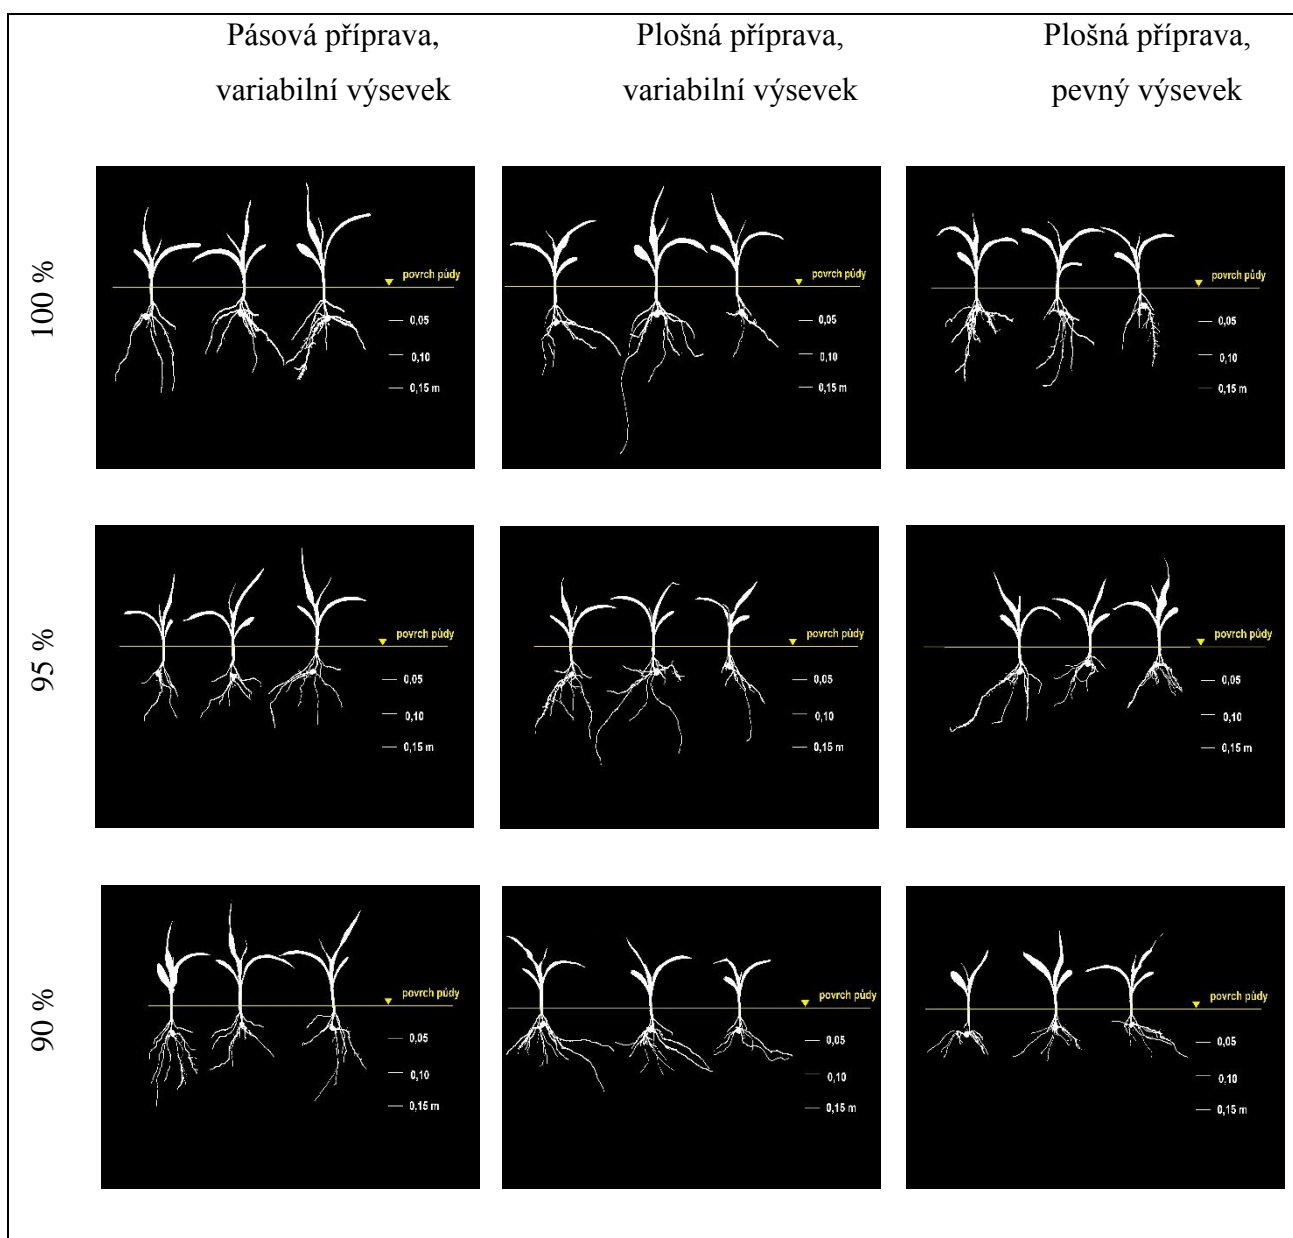 Pásová příprava,
variabilní výsevek
Plošná příprava,
variabilní výsevek
Plošná příprava,
pevný výsevek
100 %
povrch půdy
0,05
0,10
0,15 m
povrch půdy
0,05
0,10
0,15 m
povrch půdy
0,05
0,10
0,15 m
95 %
povrch půdy
0,05
0,10
0,15 m
povrch půdy
0,05
0,10
0,15 m
povrch půdy
0,05
0,10
0,15 m
90 %
povrch půdy
0,05
0,10
0,15 m
povrch půdy
0,05
0,10
0,15 m
povrch půdy
0,05
0,10
0,15 m